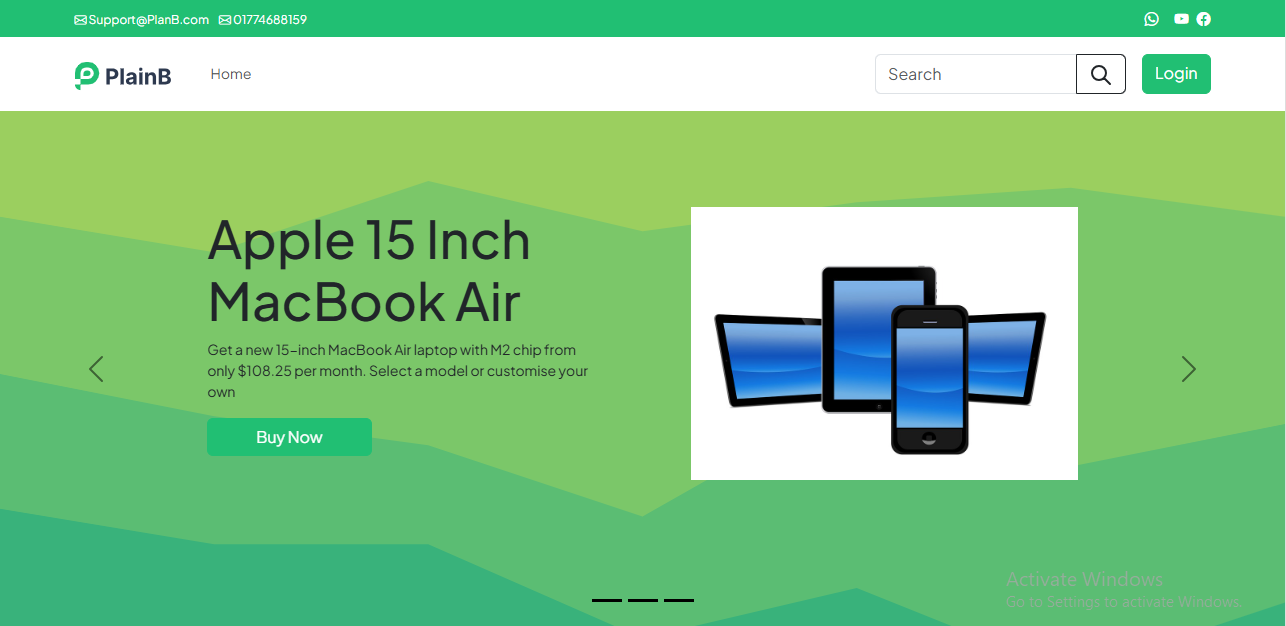 Support@PlanB.com 01774688159
PlainB Home Search Login
Apple 15 Inch
MacBook Air
Get a new 15-inch MacBook Air laptop with M2 chip from
only $108.25 per month. Select a model or customise your
own
Buy Now
Activate Windows
Go to Settings to activate Windows.